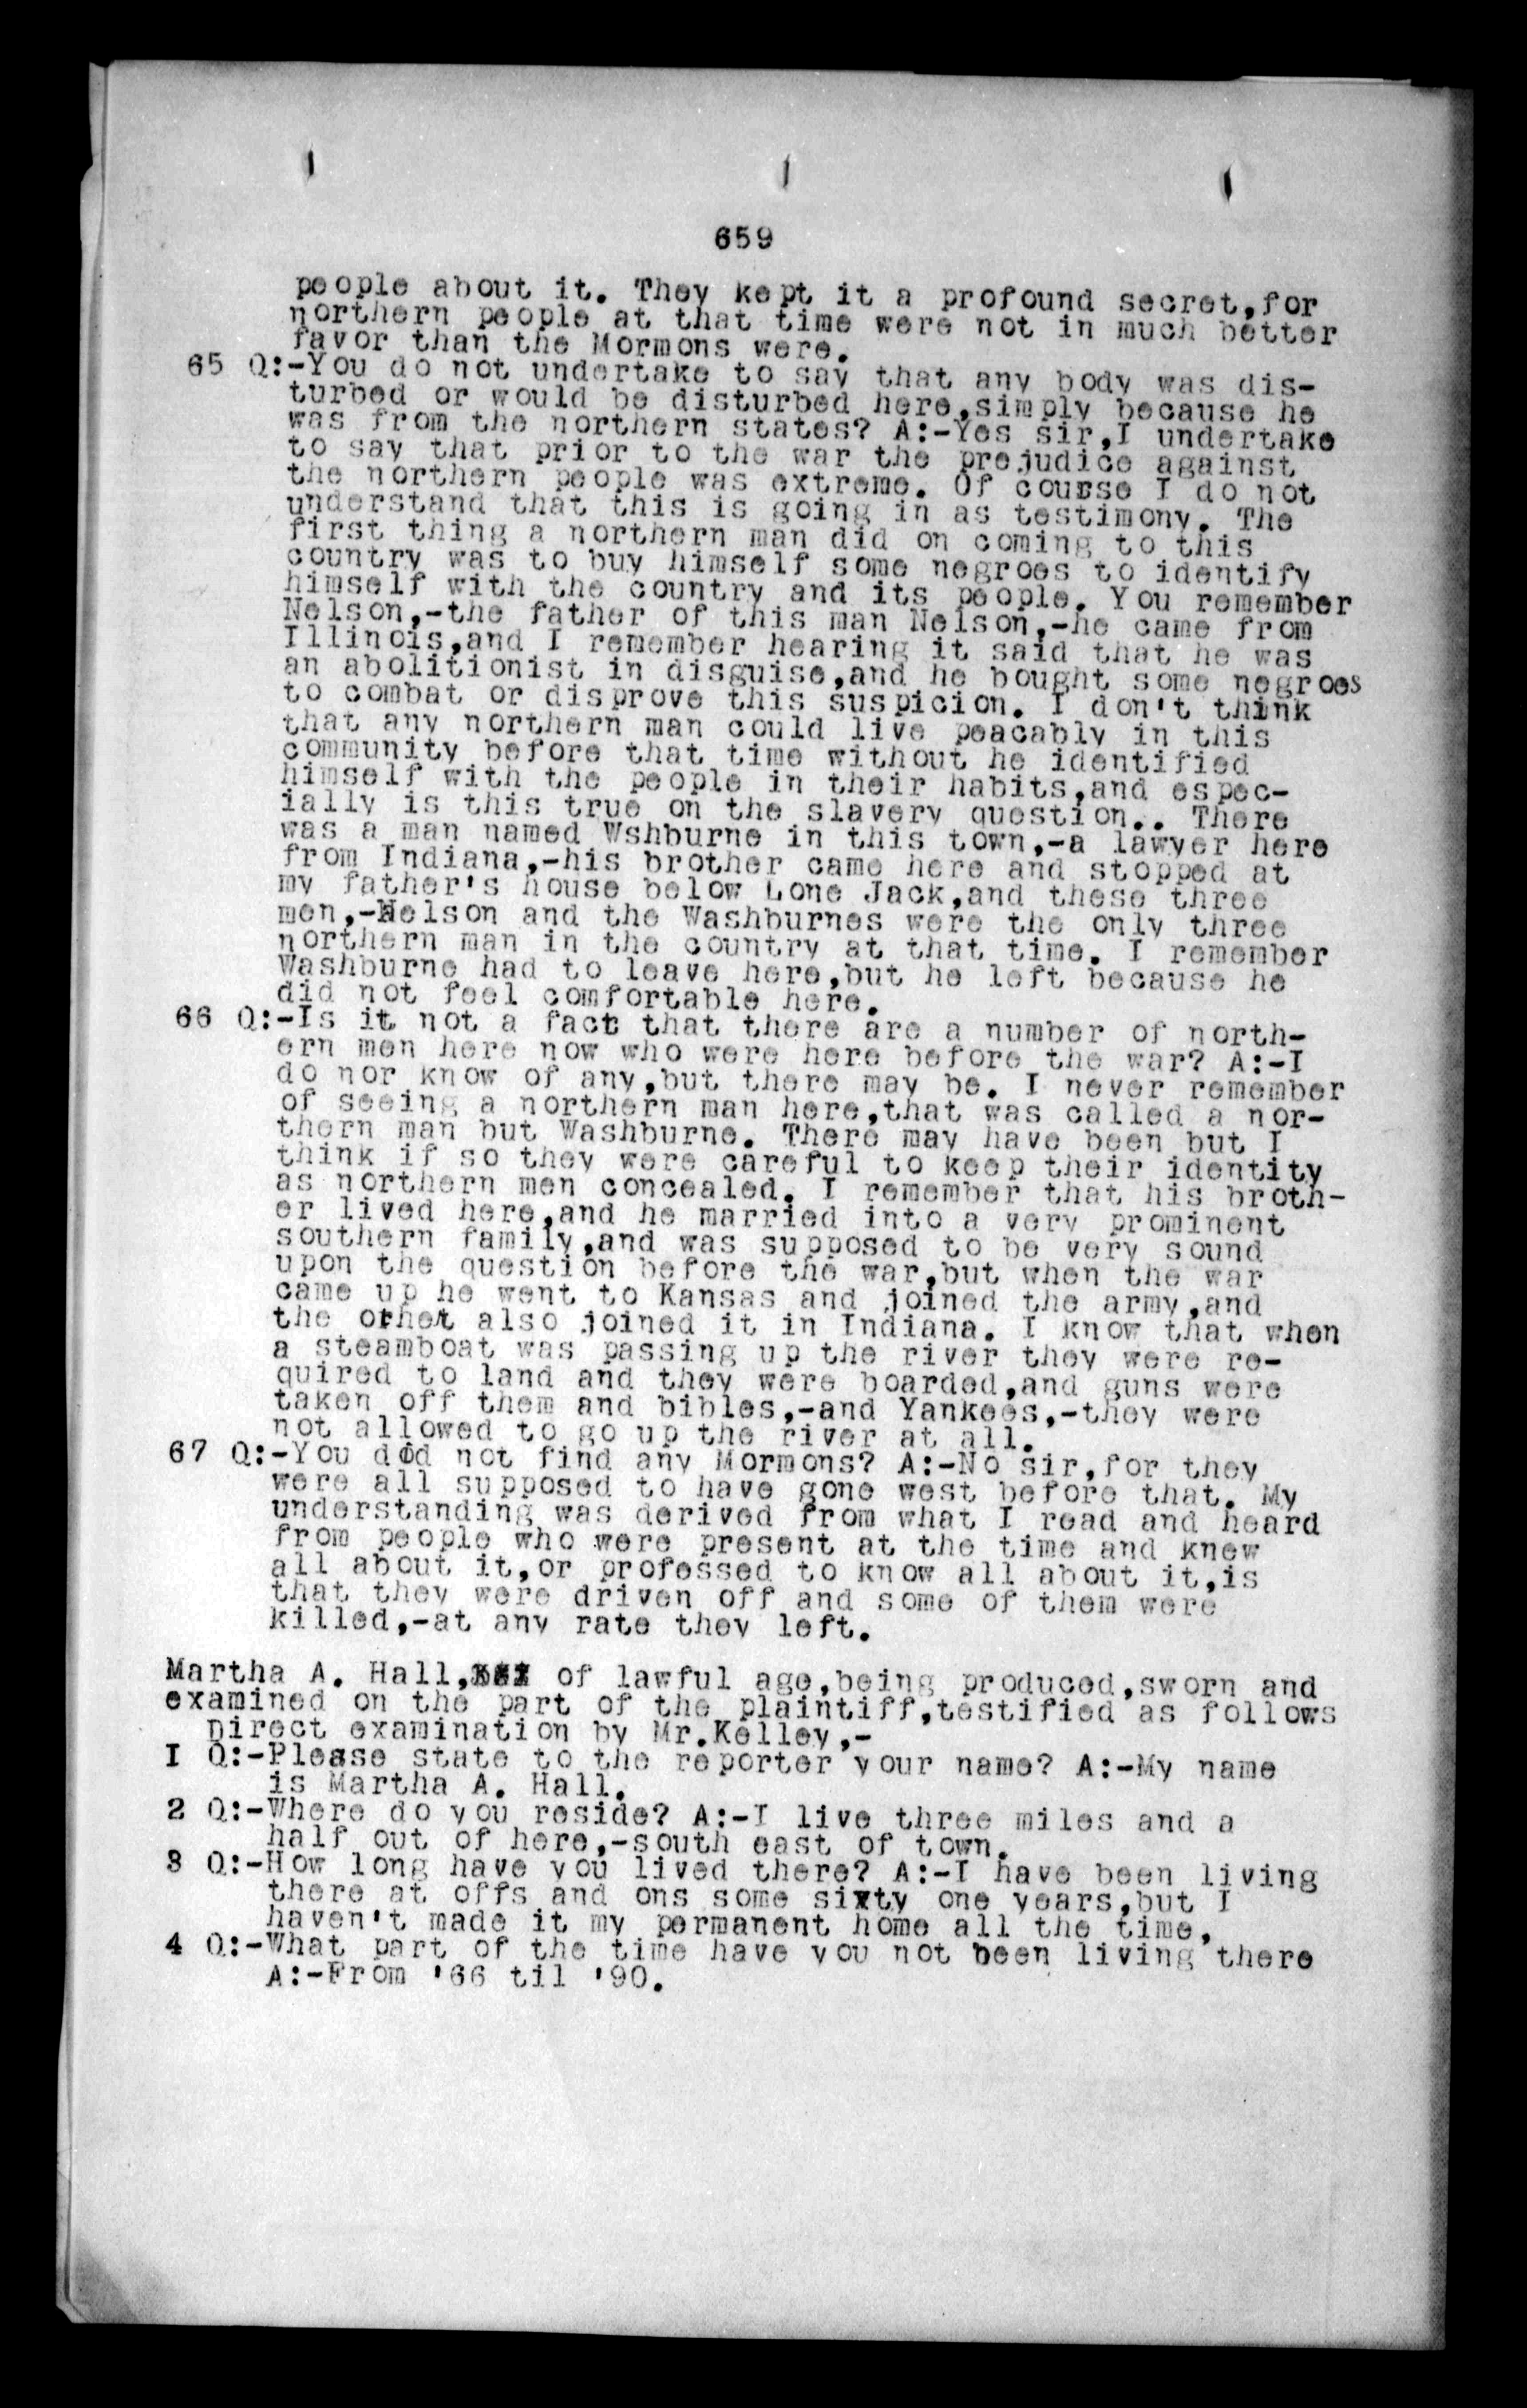 659
people about it. They kept it a profound secret,for
northern people at that time were not in much better
favor than the Mormons were.
65 Q:-You do not undertake to say that any body was dis-
turbed or would be disturbed here,simply because he
was from the northern states? A:-Yes sir,I undertake
to say that prior to the war the prejudice against
the northern people was extreme. Of course I do not
understand that this is going in as testimony. The
first thing a northern man did on coming to this
country was to buy himself some negroes to identify
himself with the country and its people. You remember
Nelson,-the father of this man Nelson,-he came from
Illinois,and I remember hearing it said that he was
an abolitionist in disguise,and he bought some negroes
to combat or disprove this suspicion. I don't think
that any northern man could live peacably in this
community before that time without he identified
himself with the people in their habits,and espec-
ially is this true on the slavery question.. There
was a man named Wshburne in this town,-a lawyer here
from Indiana,-his brother came here and stopped at
my father's house below Lone Jack,and these three
men,-Nelson and the Washburnes were the only three
northern man in the country at that time. I remember
Washburne had to leave here,but he left because he
did not feel comfortable here.
66 Q:-Is it not a fact that there are a number of north-
ern men here now who were here before the war? A:-I
do nor know of any,but there may be. I never remember
of seeing a northern man here,that was called a nor-
thern man but Washburne. There may have been but I
think if so they were careful to keep their identity
as northern men concealed. I remember that his broth-
er lived here,and he married into a very prominent
southern family,and was supposed to be very sound
upon the question before the war,but when the war
came up he went to Kansas and joined the army,and
the other also joined it in Indiana. I know that when
a steamboat was passing up the river they were re-
quired to land and they were boarded,and guns were
taken off them and bibles,-and Yankees,-they were
not allowed to go up the river at all.
67 Q:-You did not find any Mormons? A:-No sir,for they
were all supposed to have gone west before that. My
understanding was derived from what I read and heard
from people who were present at the time and knew
all about it,or professed to know all about it,is
that they were driven off and some of them were
killed,-at any rate they left.
Martha A. Hall, of lawful age,being produced,sworn and
examined on the part of the plaintiff,testified as follows
Direct examination by Mr.Kelley,-
I Q:-Please state to the reporter your name? A:-My name
is Martha A. Hall.
2 Q:-Where do you reside? A:-I live three miles and a
half out of here,-south east of town.
3 Q:-How long have you lived there? A:-I have been living
there at offs and ons some sixty one years,but I
haven't made it my permanent home all the time.
4 Q:-What part of the time have you not been living there
A:-From '66 til '90.